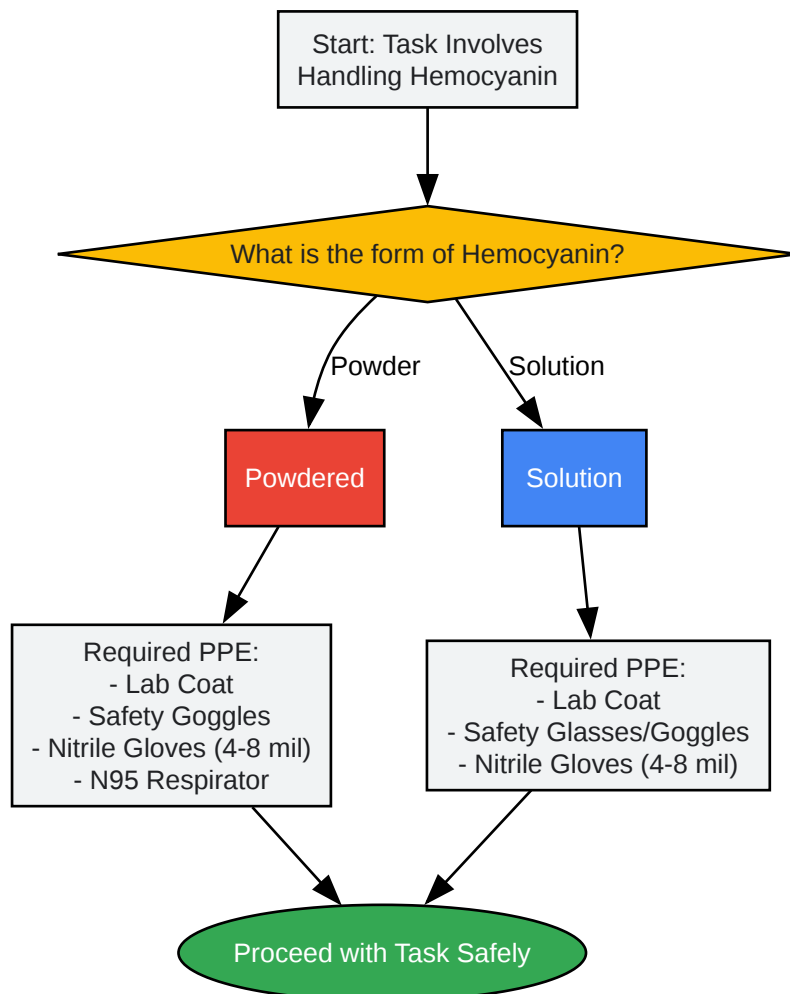 Start: Task Involves
Handling Hemocyanin
What is the form of Hemocyanin?
Powder
Solution
Powdered
Solution
Required PPE:
- Lab Coat
- Safety Goggles
- Nitrile Gloves (4-8 mil)
- N95 Respirator
Required PPE:
- Lab Coat
- Safety Glasses/Goggles
- Nitrile Gloves (4-8 mil)
Proceed with Task Safely